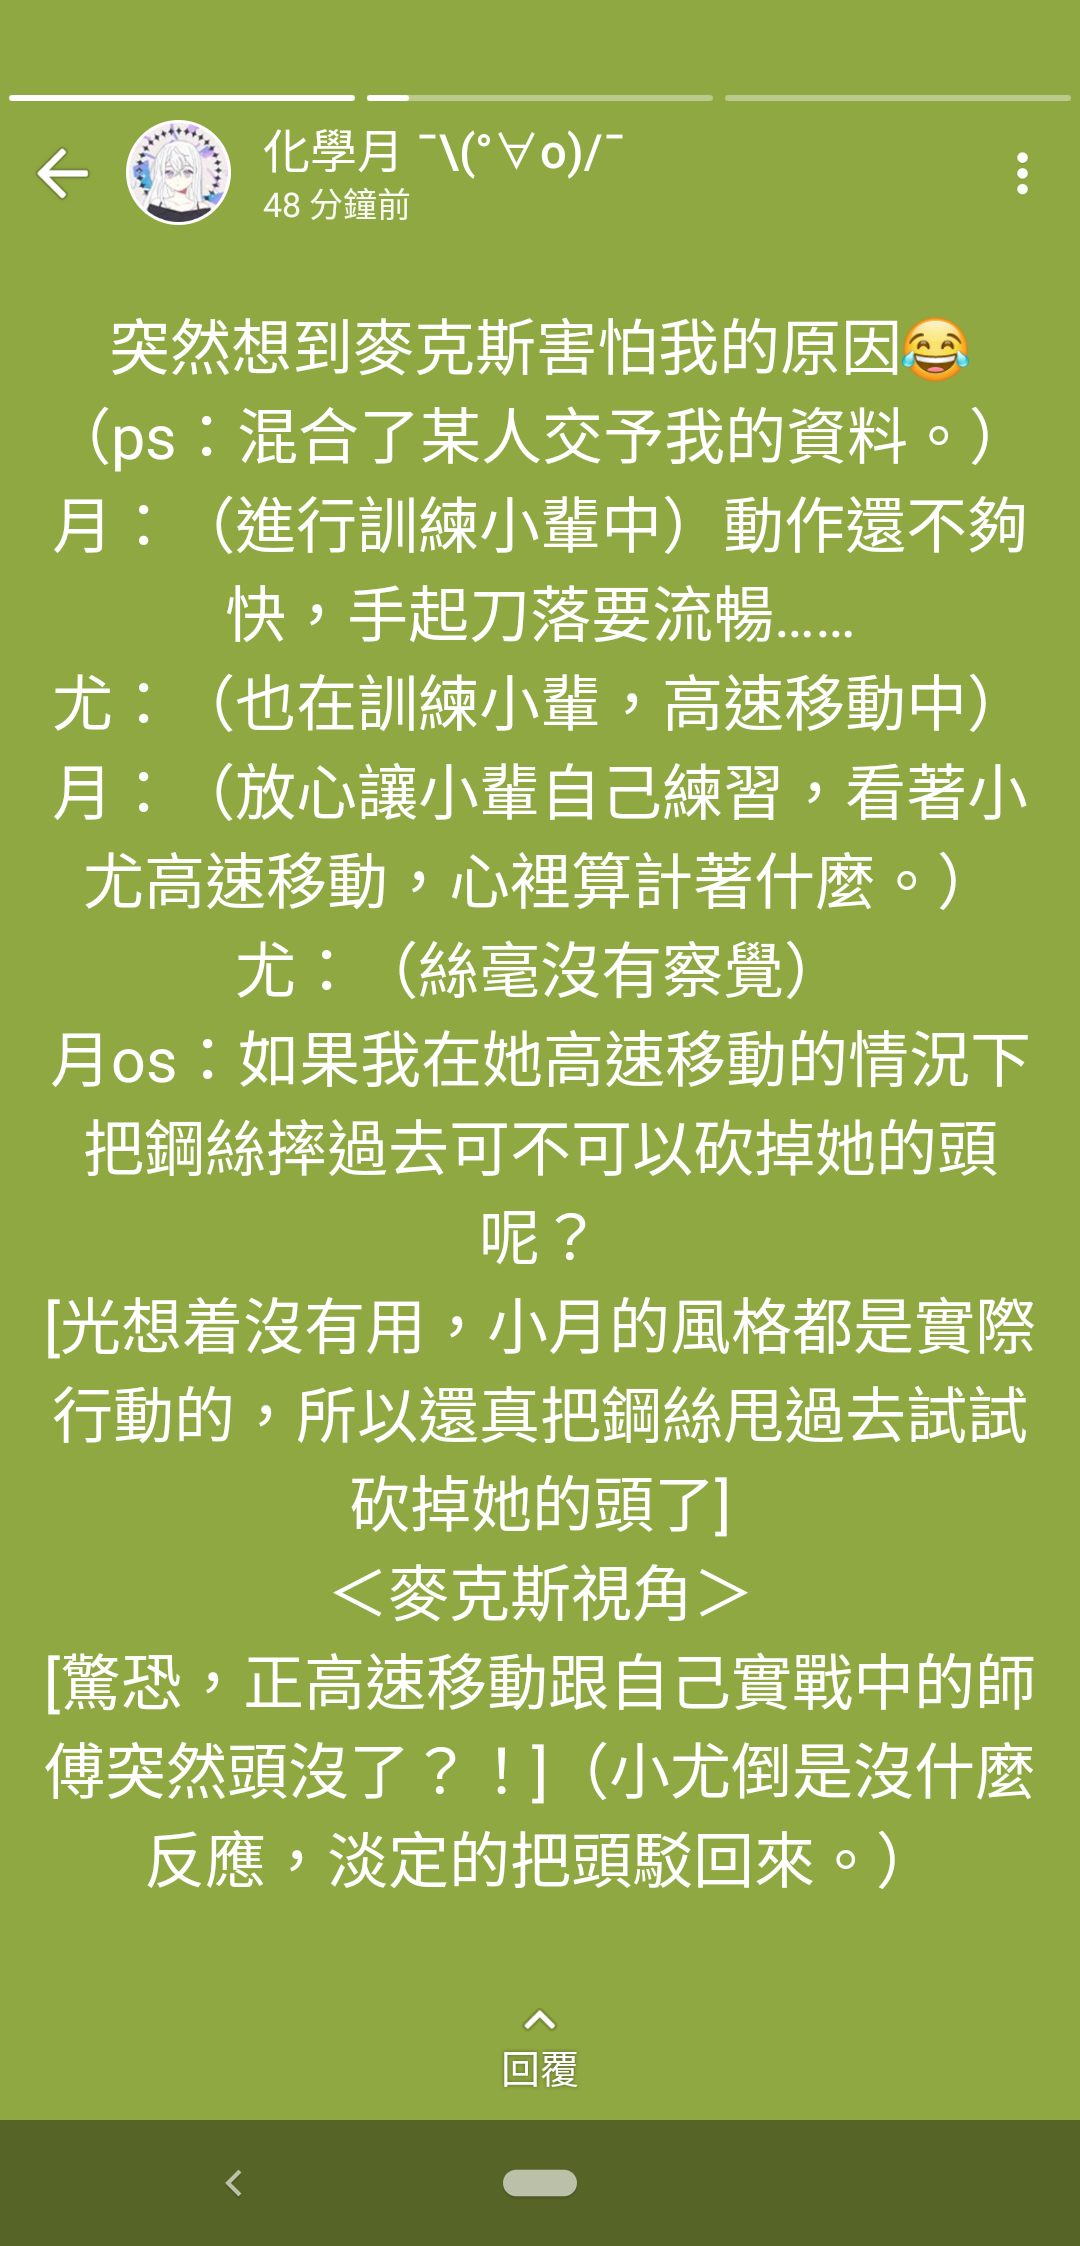 化學月 ¯\(°∀o)/¯
48 分鐘前
突然想到麥克斯害怕我的原因😂
（ps：混合了某人交予我的資料。）
月：（進行訓練小輩中）動作還不夠
快，手起刀落要流暢……
尤：（也在訓練小輩，高速移動中）
月：（放心讓小輩自己練習，看著小
尤高速移動，心裡算計著什麼。）
尤：（絲毫沒有察覺）
月os：如果我在她高速移動的情況下
把鋼絲摔過去可不可以砍掉她的頭
呢？
[光想着沒有用，小月的風格都是實際
行動的，所以還真把鋼絲甩過去試試
砍掉她的頭了]
＜麥克斯視角＞
[驚恐，正高速移動跟自己實戰中的師
傅突然頭沒了？！]（小尤倒是沒什麼
反應，淡定的把頭駁回來。）
回覆